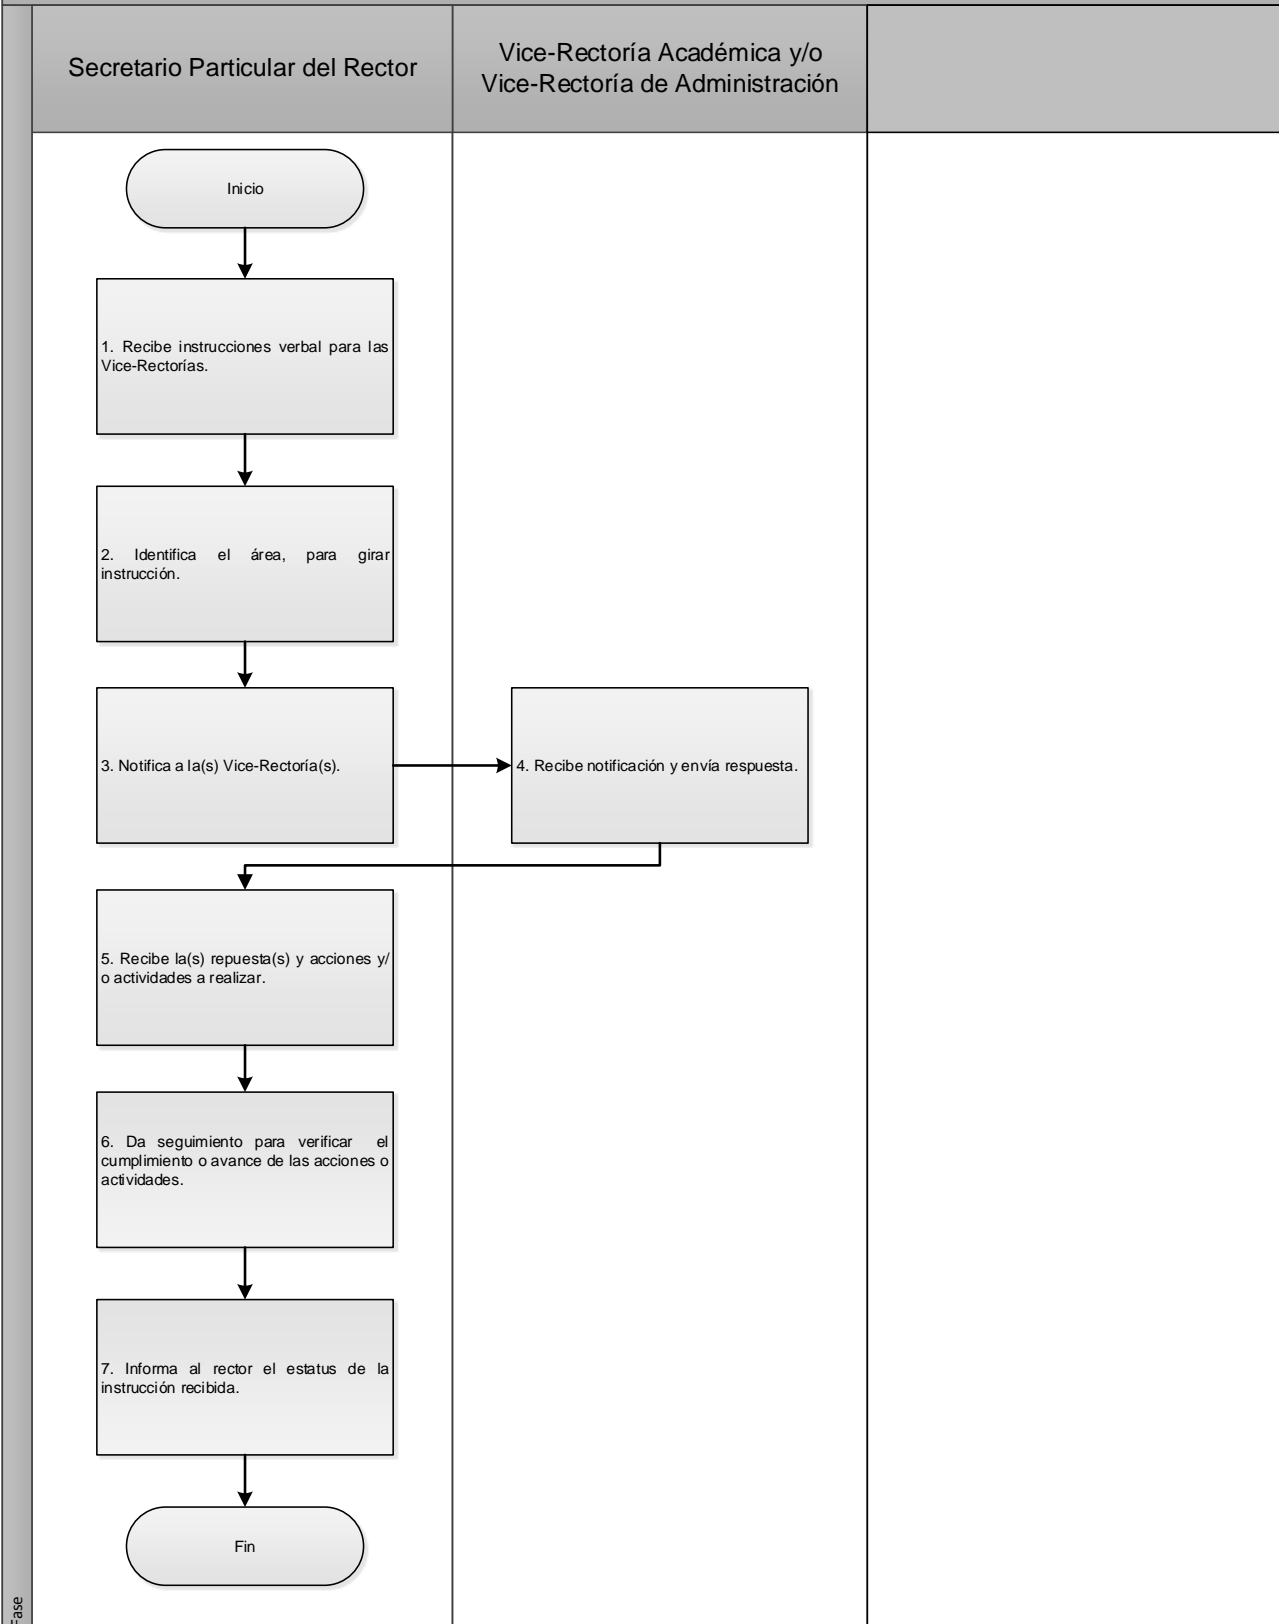 Secretario Particular del Rector
Vice-Rectoría Académica y/o
Vice-Rectoría de Administración
Inicio
1. Recibe instrucciones verbal para las
Vice-Rectorías.
2. Identifica el área, para girar
instrucción.
3. Notifica a la(s) Vice-Rectoría(s).
4. Recibe notificación y envía respuesta.
5. Recibe la(s) repuesta(s) y acciones y/
o actividades a realizar.
6. Da seguimiento para verificar el
cumplimiento o avance de las acciones o
actividades.
7. Informa al rector el estatus de la
instrucción recibida.
Fin
Fase